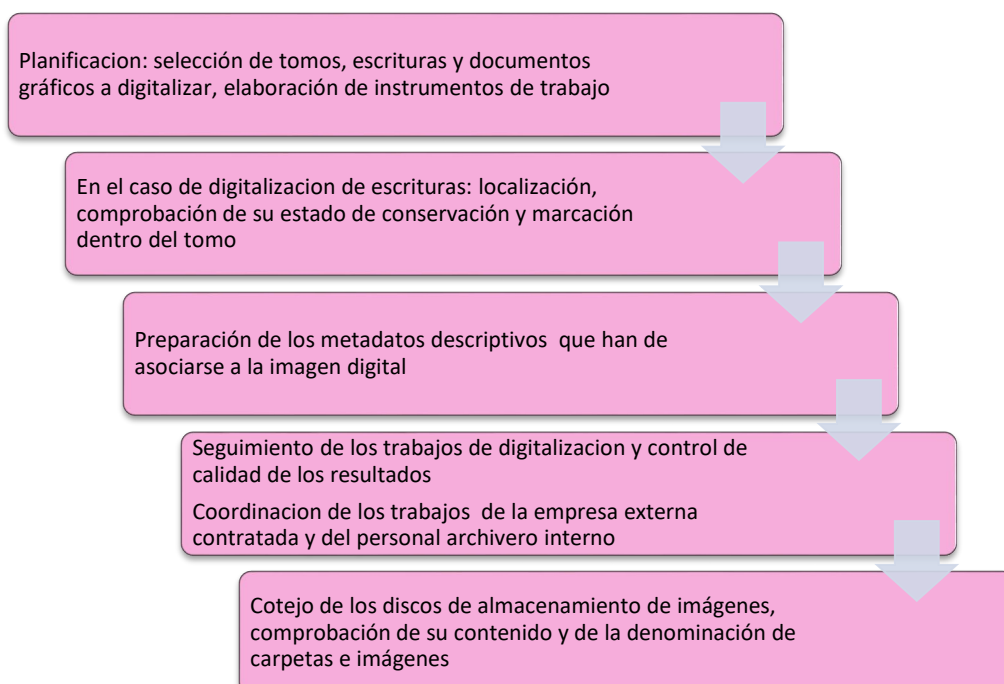 Planificacion: selección de tomos, escrituras y documentos
gráficos a digitalizar, elaboración de instrumentos de trabajo
En el caso de digitalizacion de escrituras: localización,
comprobación de su estado de conservación y marcación
dentro del tomo
Preparación de los metadatos descriptivos que han de
asociarse a la imagen digital
Seguimiento de los trabajos de digitalizacion y control de
calidad de los resultados
Coordinacion de los trabajos de la empresa externa
contratada y del personal archivero interno
Cotejo de los discos de almacenamiento de imágenes,
comprobación de su contenido y de la denominación de
carpetas e imágenes